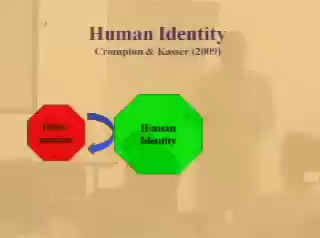 Human Identity
Crompton & Kasser (2009)
Human
Identity